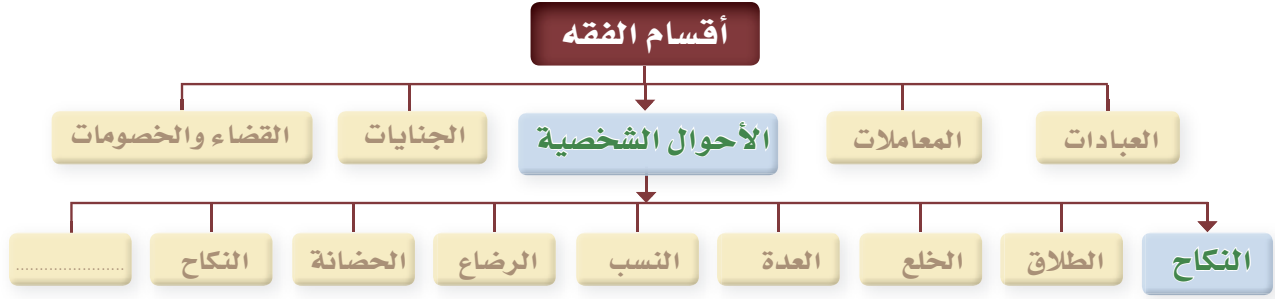 أقسام الفقه
العبادات
المعاملات
الأحوال الشخصية
الجنايات
القضاء والخصومات
النكاح
الطلاق
الخلع
العدة
النسب
الرضاع
الحضانة
النكاح
........................